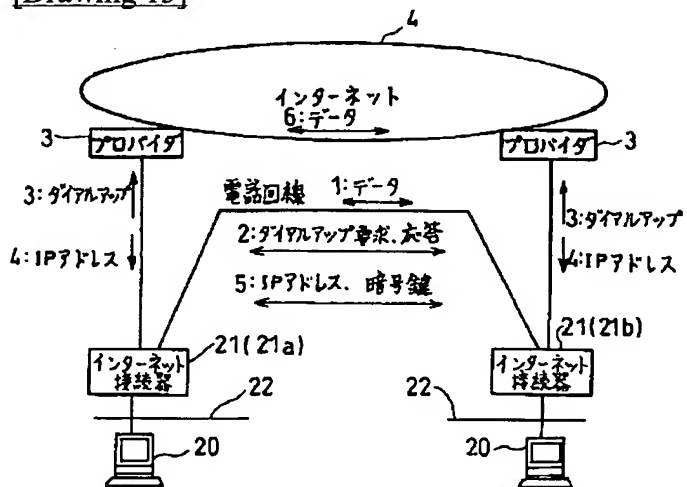 [Drawing 15]
4
インターネット
6:データ
3
プロバイダ
プロバイダ
3
3:ダイアルアップ
電話回線
1:データ
3:ダイアルアップ
2:ダイアルアップ要求、応答
4:IPアドレス
4:IPアドレス
5:IPアドレス、暗号鍵
21(21a)
21(21b)
インターネット
接続器
インターネット
接続器
22
22
20
20